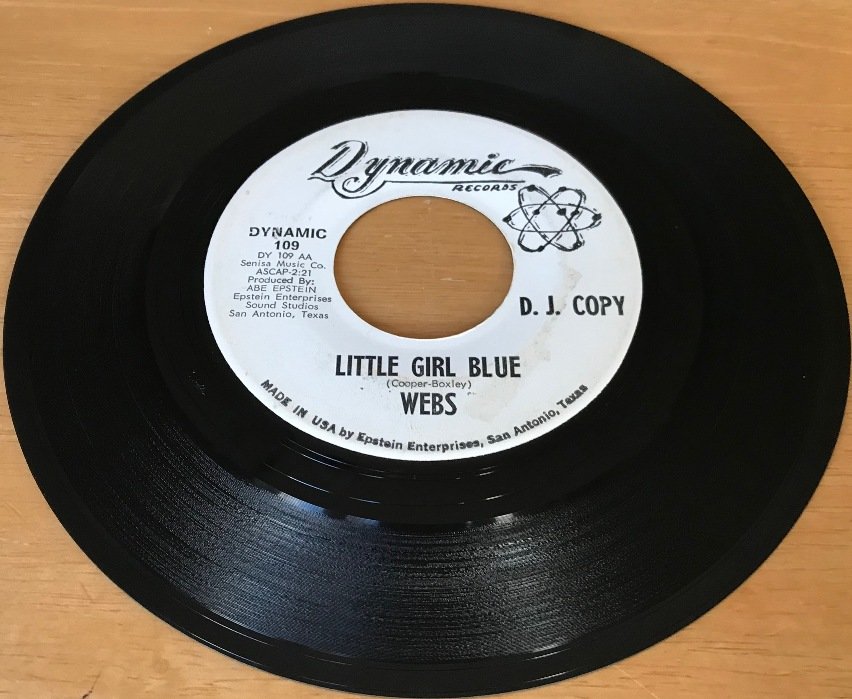 Dynamic
RECORDS
DYNAMIC
109
DY 109 AA
Senisa Music Co.
ASCAP-2:21
Produced By:
ABE EPSTEIN
Epstein Enterprises
Sound Studios
San Antonio, Texas
D. J. COPY
LITTLE GIRL BLUE
(Cooper-Boxley)
WEBS
MADE IN USA by Epstein Enterprises, San Antonio, Texas